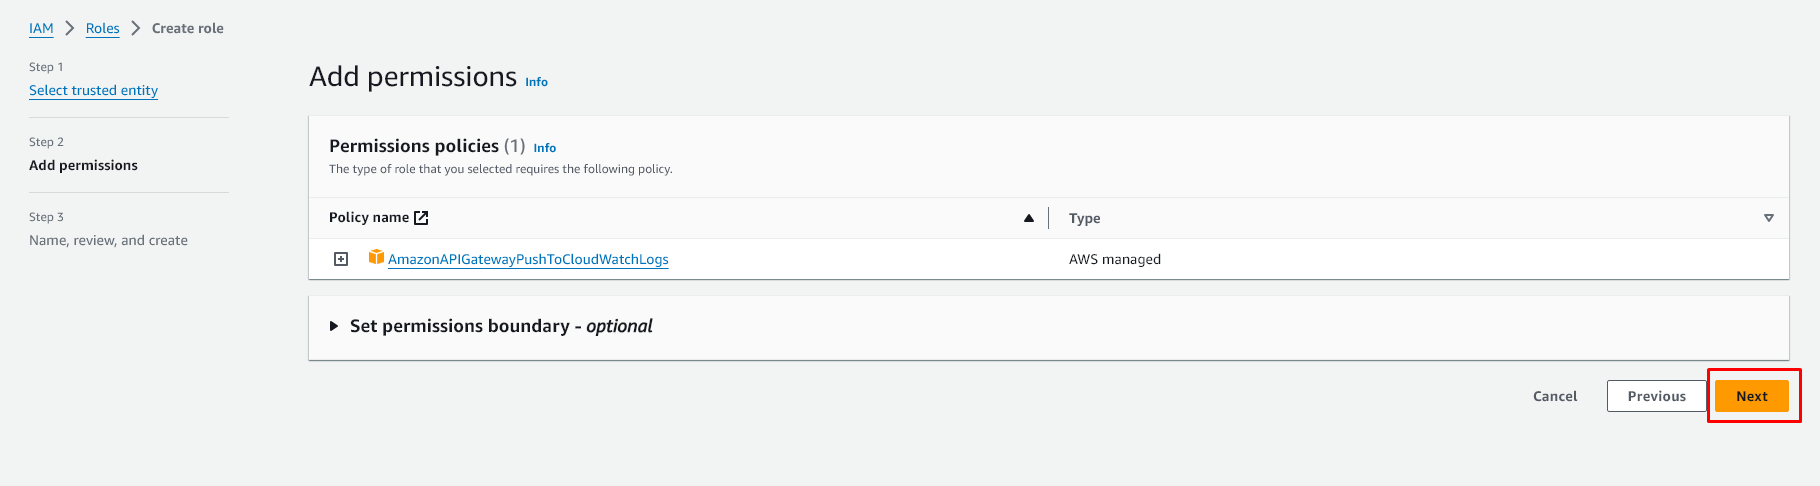 IAM > Roles > Create role
Step 1
Select trusted entity
Step 2
Add permissions
Step 3
Name, review, and create
Add permissions Info
Permissions policies (1) Info
The type of role that you selected requires the following policy.
Policy name Type
AmazonAPIGatewayPushToCloudWatchLogs AWS managed
Set permissions boundary - optional
Cancel Previous Next